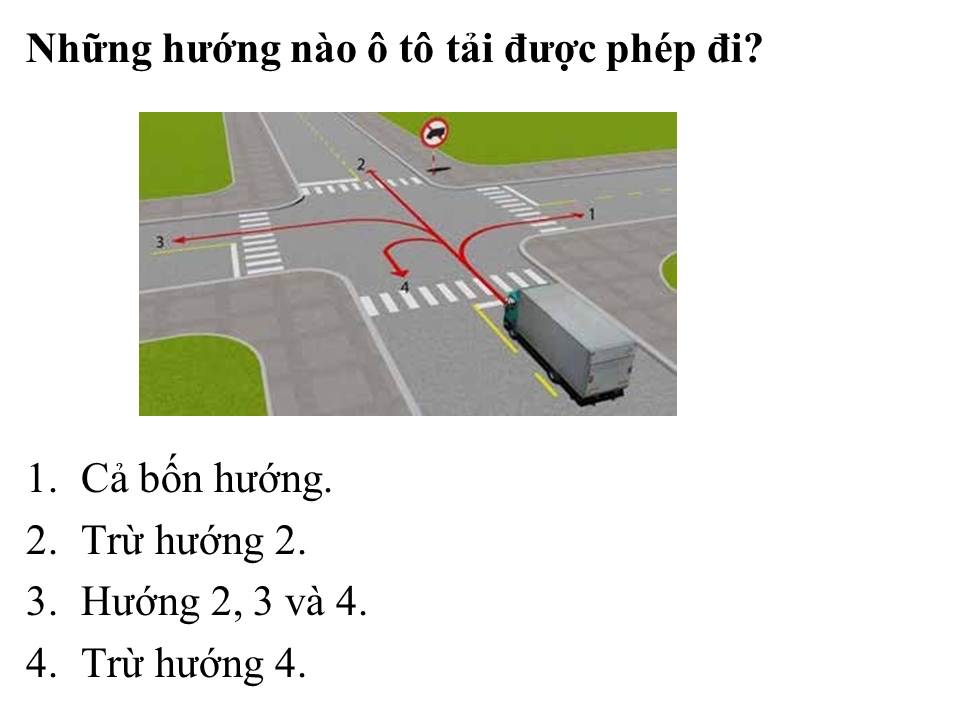 Những hướng nào ô tô tải được phép đi?
2
1
3
4
1. Cả bốn hướng.
2. Trừ hướng 2.
3. Hướng 2, 3 và 4.
4. Trừ hướng 4.